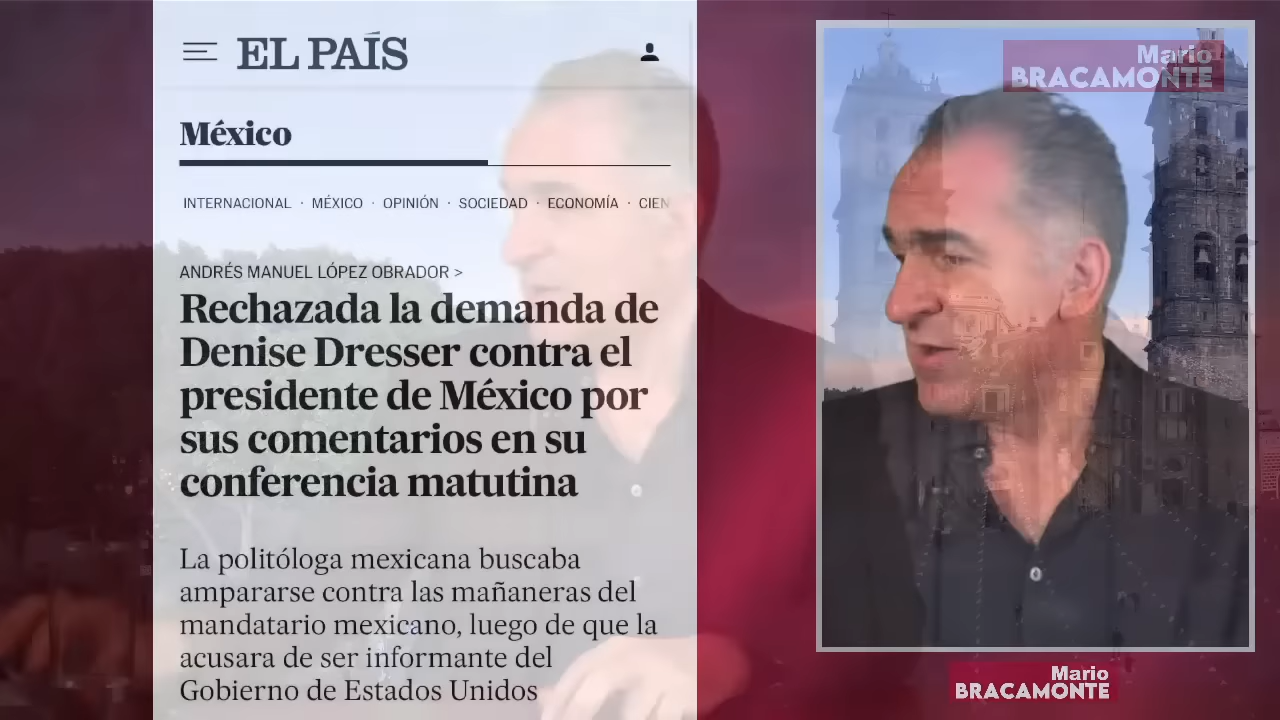 EL PAÍS
México
INTERNACIONAL · MÉXICO · OPINIÓN · SOCIEDAD · ECONOMÍA · CIEN
ANDRÉS MANUEL LÓPEZ OBRADOR >
Rechazada la demanda de
Denise Dresser contra el
presidente de México por
sus comentarios en su
conferencia matutina
La politóloga mexicana buscaba
ampararse contra las mañaneras del
mandatario mexicano, luego de que la
acusara de ser informante del
Gobierno de Estados Unidos
Mario
BRACAMONTE
Mario
BRACAMONTE